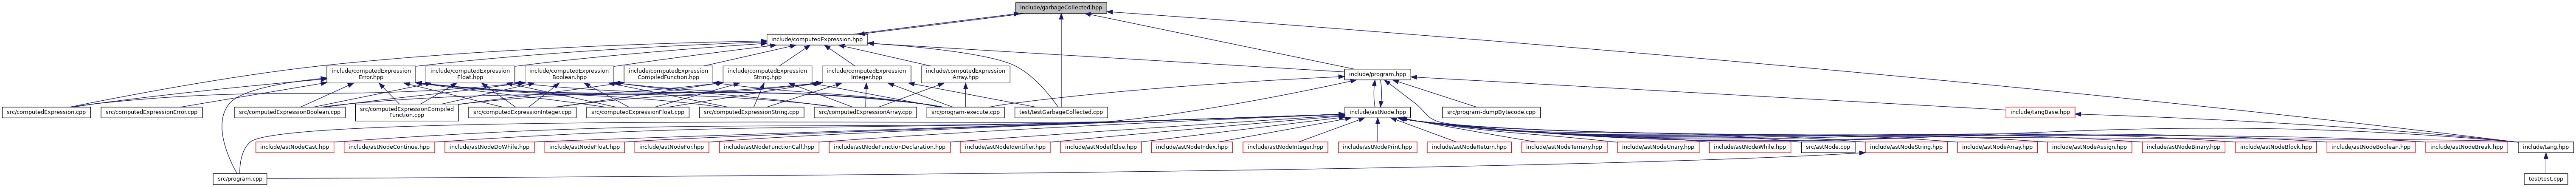 include/garbageCollected.hpp
include/computedExpression.hpp
include/computedExpression
Error.hpp
include/computedExpression
Float.hpp
include/computedExpression
Boolean.hpp
include/computedExpression
CompiledFunction.hpp
include/computedExpression
String.hpp
include/computedExpression
Integer.hpp
include/computedExpression
Array.hpp
include/program.hpp
src/computedExpression.cpp
src/computedExpressionError.cpp
src/computedExpressionBoolean.cpp
src/computedExpressionCompiled
Function.cpp
src/computedExpressionInteger.cpp
src/computedExpressionFloat.cpp
src/computedExpressionString.cpp
src/computedExpressionArray.cpp
src/program-execute.cpp
test/testGarbageCollected.cpp
include/astNode.hpp
src/program-dumpBytecode.cpp
include/tangBase.hpp
include/astNodeCast.hpp
include/astNodeContinue.hpp
include/astNodeDoWhile.hpp
include/astNodeFloat.hpp
include/astNodeFor.hpp
include/astNodeFunctionCall.hpp
include/astNodeFunctionDeclaration.hpp
include/astNodeIdentifier.hpp
include/astNodeIfElse.hpp
include/astNodeIndex.hpp
include/astNodeInteger.hpp
include/astNodePrint.hpp
include/astNodeReturn.hpp
include/astNodeTernary.hpp
include/astNodeUnary.hpp
include/astNodeWhile.hpp
src/astNode.cpp
include/astNodeString.hpp
include/astNodeArray.hpp
include/astNodeAssign.hpp
include/astNodeBinary.hpp
include/astNodeBlock.hpp
include/astNodeBoolean.hpp
include/astNodeBreak.hpp
include/tang.hpp
src/program.cpp
test/test.cpp